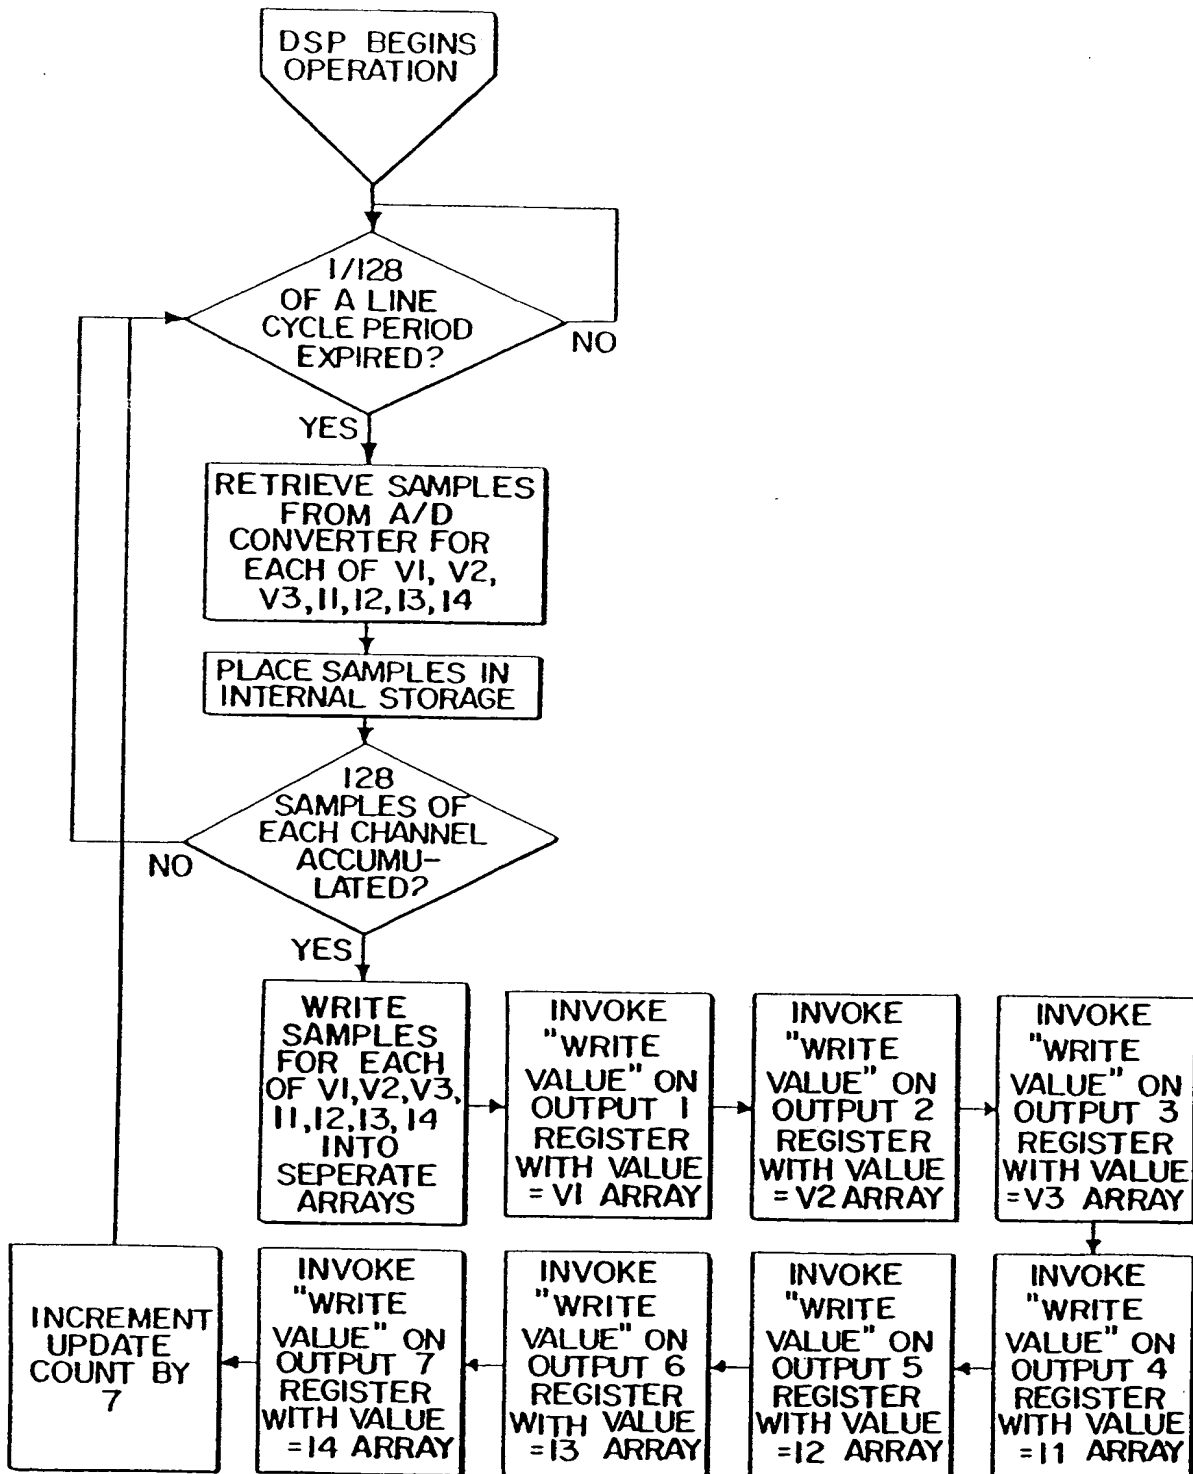 DSP BEGINS
OPERATION
1/128
OF A LINE
CYCLE PERIOD
EXPIRED?
NO
YES
RETRIEVE SAMPLES
FROM A/D
CONVERTER FOR
EACH OF V1, V2,
V3,I1,I2,I3,I4
PLACE SAMPLES IN
INTERNAL STORAGE
128
SAMPLES OF
EACH CHANNEL
ACCUMU-
LATED?
NO
YES
WRITE
SAMPLES
FOR EACH
OF V1,V2,V3,
I1,I2,I3,I4
INTO
SEPERATE
ARRAYS
INVOKE
"WRITE
VALUE" ON
OUTPUT 1
REGISTER
WITH VALUE
= V1 ARRAY
INVOKE
"WRITE
VALUE" ON
OUTPUT 2
REGISTER
WITH VALUE
= V2 ARRAY
INVOKE
"WRITE
VALUE" ON
OUTPUT 3
REGISTER
WITH VALUE
=V3 ARRAY
INVOKE
"WRITE
VALUE" ON
OUTPUT 4
REGISTER
WITH VALUE
=I1 ARRAY
INVOKE
"WRITE
VALUE" ON
OUTPUT 5
REGISTER
WITH VALUE
=I2 ARRAY
INVOKE
"WRITE
VALUE" ON
OUTPUT 6
REGISTER
WITH VALUE
=I3 ARRAY
INVOKE
"WRITE
VALUE" ON
OUTPUT 7
REGISTER
WITH VALUE
=I4 ARRAY
INCREMENT
UPDATE
COUNT BY
7